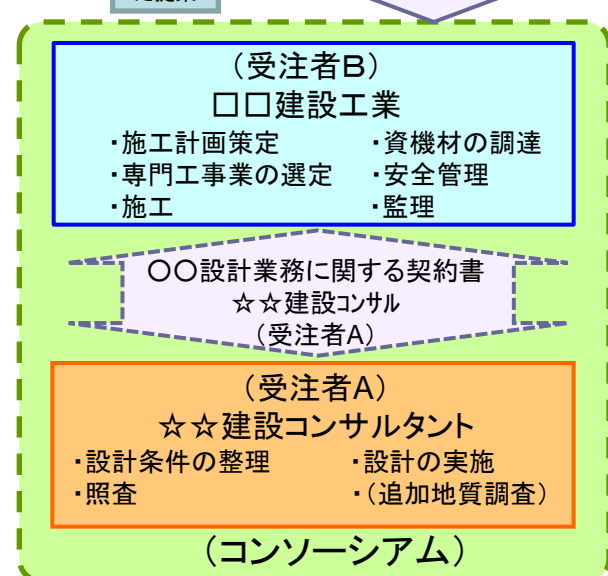 (受注者B)
□□建設工業
・施工計画策定 ・資機材の調達
・専門工事業の選定 ・安全管理
・施工 ・監理
〇〇設計業務に関する契約書
☆☆建設コンサル
(受注者A)
(受注者A)
☆☆建設コンサルタント
・設計条件の整理 ・設計の実施
・照査 ・(追加地質調査)
(コンソーシアム)